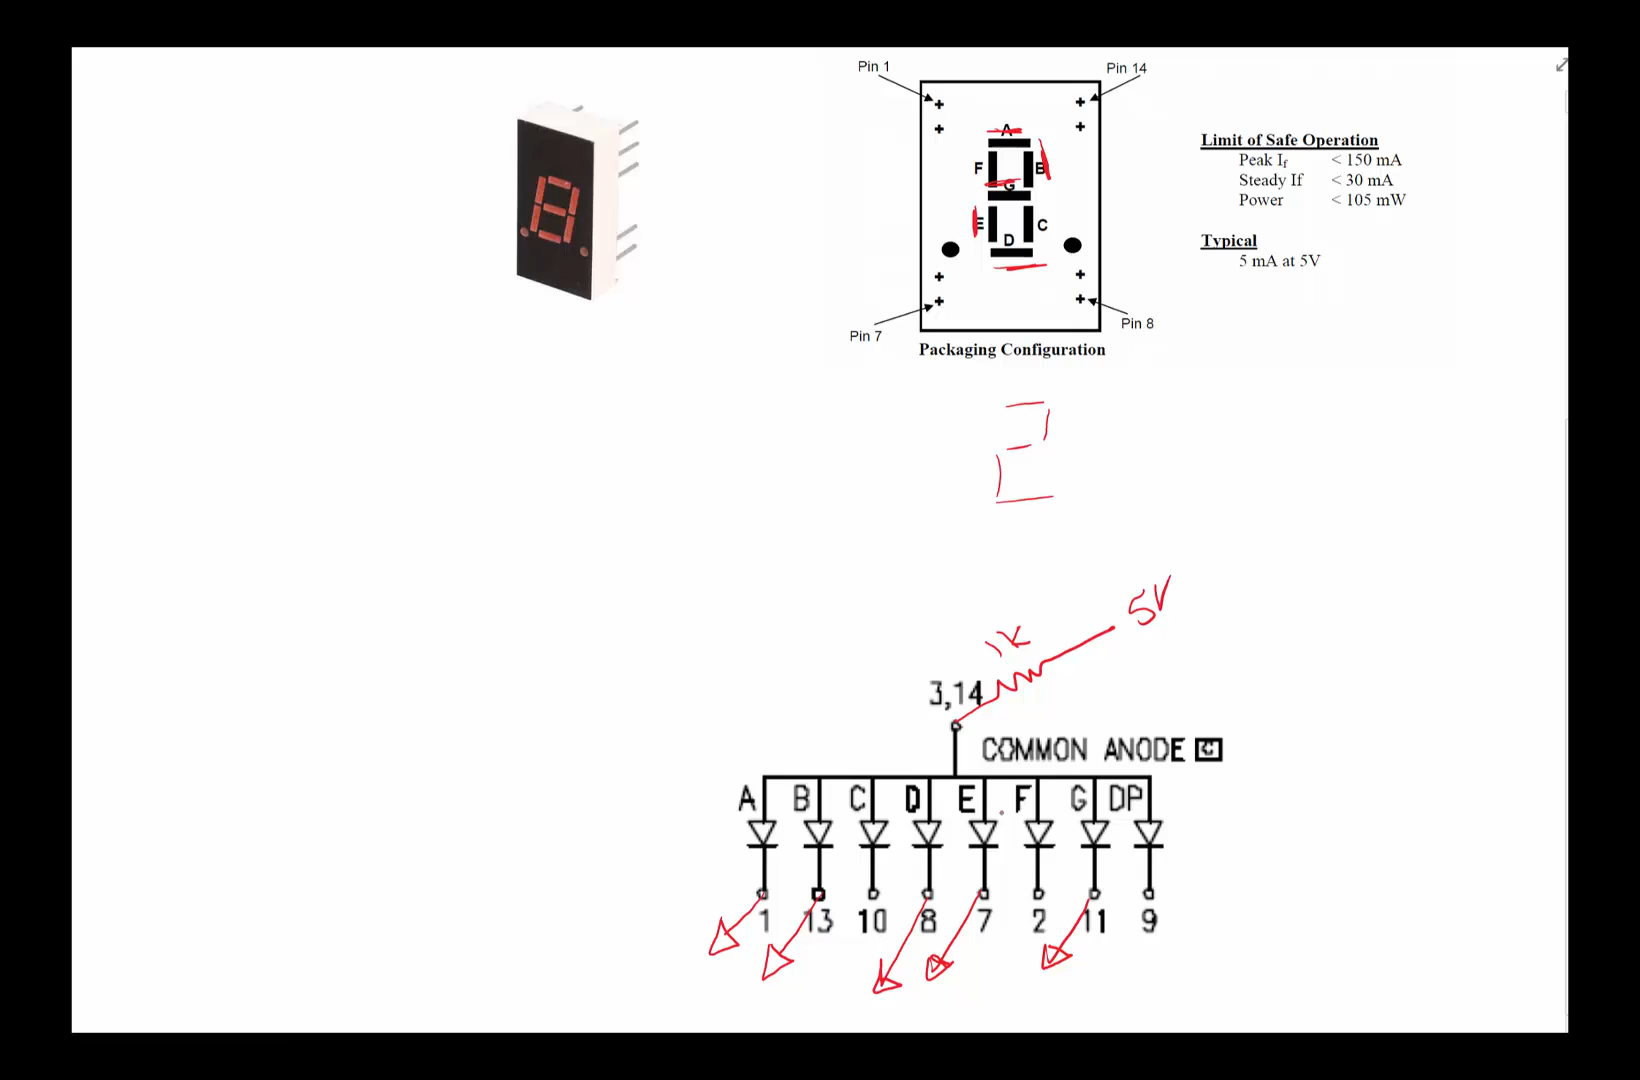 Pin 1
Pin 14
A
F
B
G
E
C
D
Pin 7
Pin 8
Packaging Configuration
Limit of Safe Operation
Peak If < 150 mA
Steady If < 30 mA
Power < 105 mW
Typical
5 mA at 5V
2
5V
1K
3,14
COMMON ANODE C
A B C D E F G DP
1 13 10 8 7 2 11 9